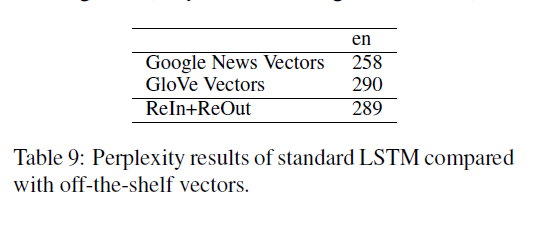 en
Google News Vectors 258
GloVe Vectors 290
ReIn+ReOut 289
Table 9: Perplexity results of standard LSTM compared
with off-the-shelf vectors.